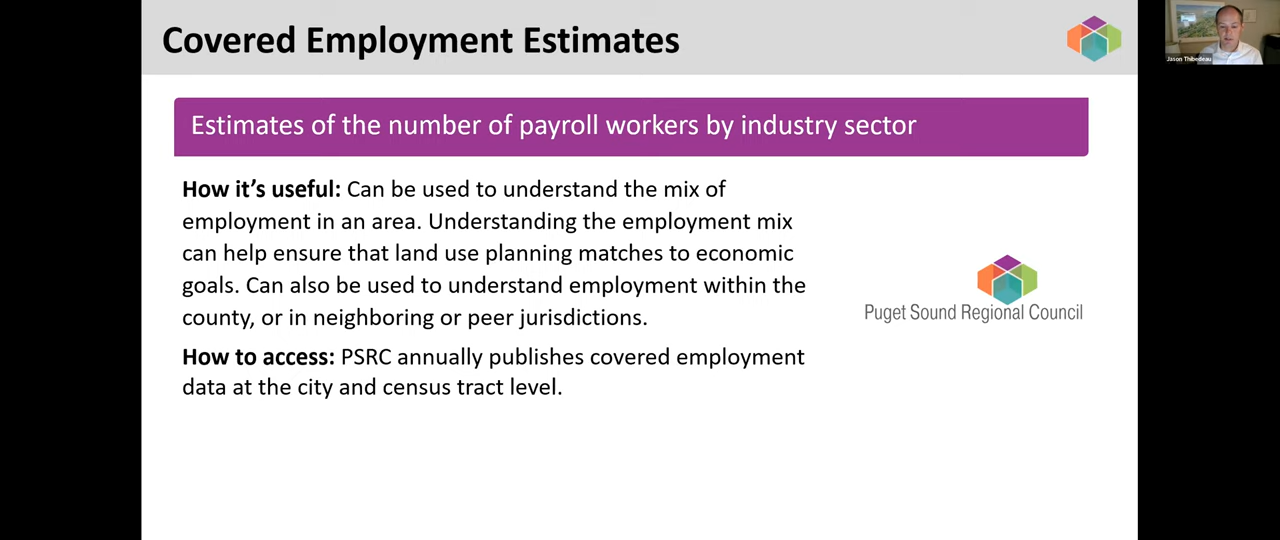 Covered Employment Estimates
Jason Thibedeau
Estimates of the number of payroll workers by industry sector
How it’s useful: Can be used to understand the mix of
employment in an area. Understanding the employment mix
can help ensure that land use planning matches to economic
goals. Can also be used to understand employment within the
county, or in neighboring or peer jurisdictions.
Puget Sound Regional Council
How to access: PSRC annually publishes covered employment
data at the city and census tract level.